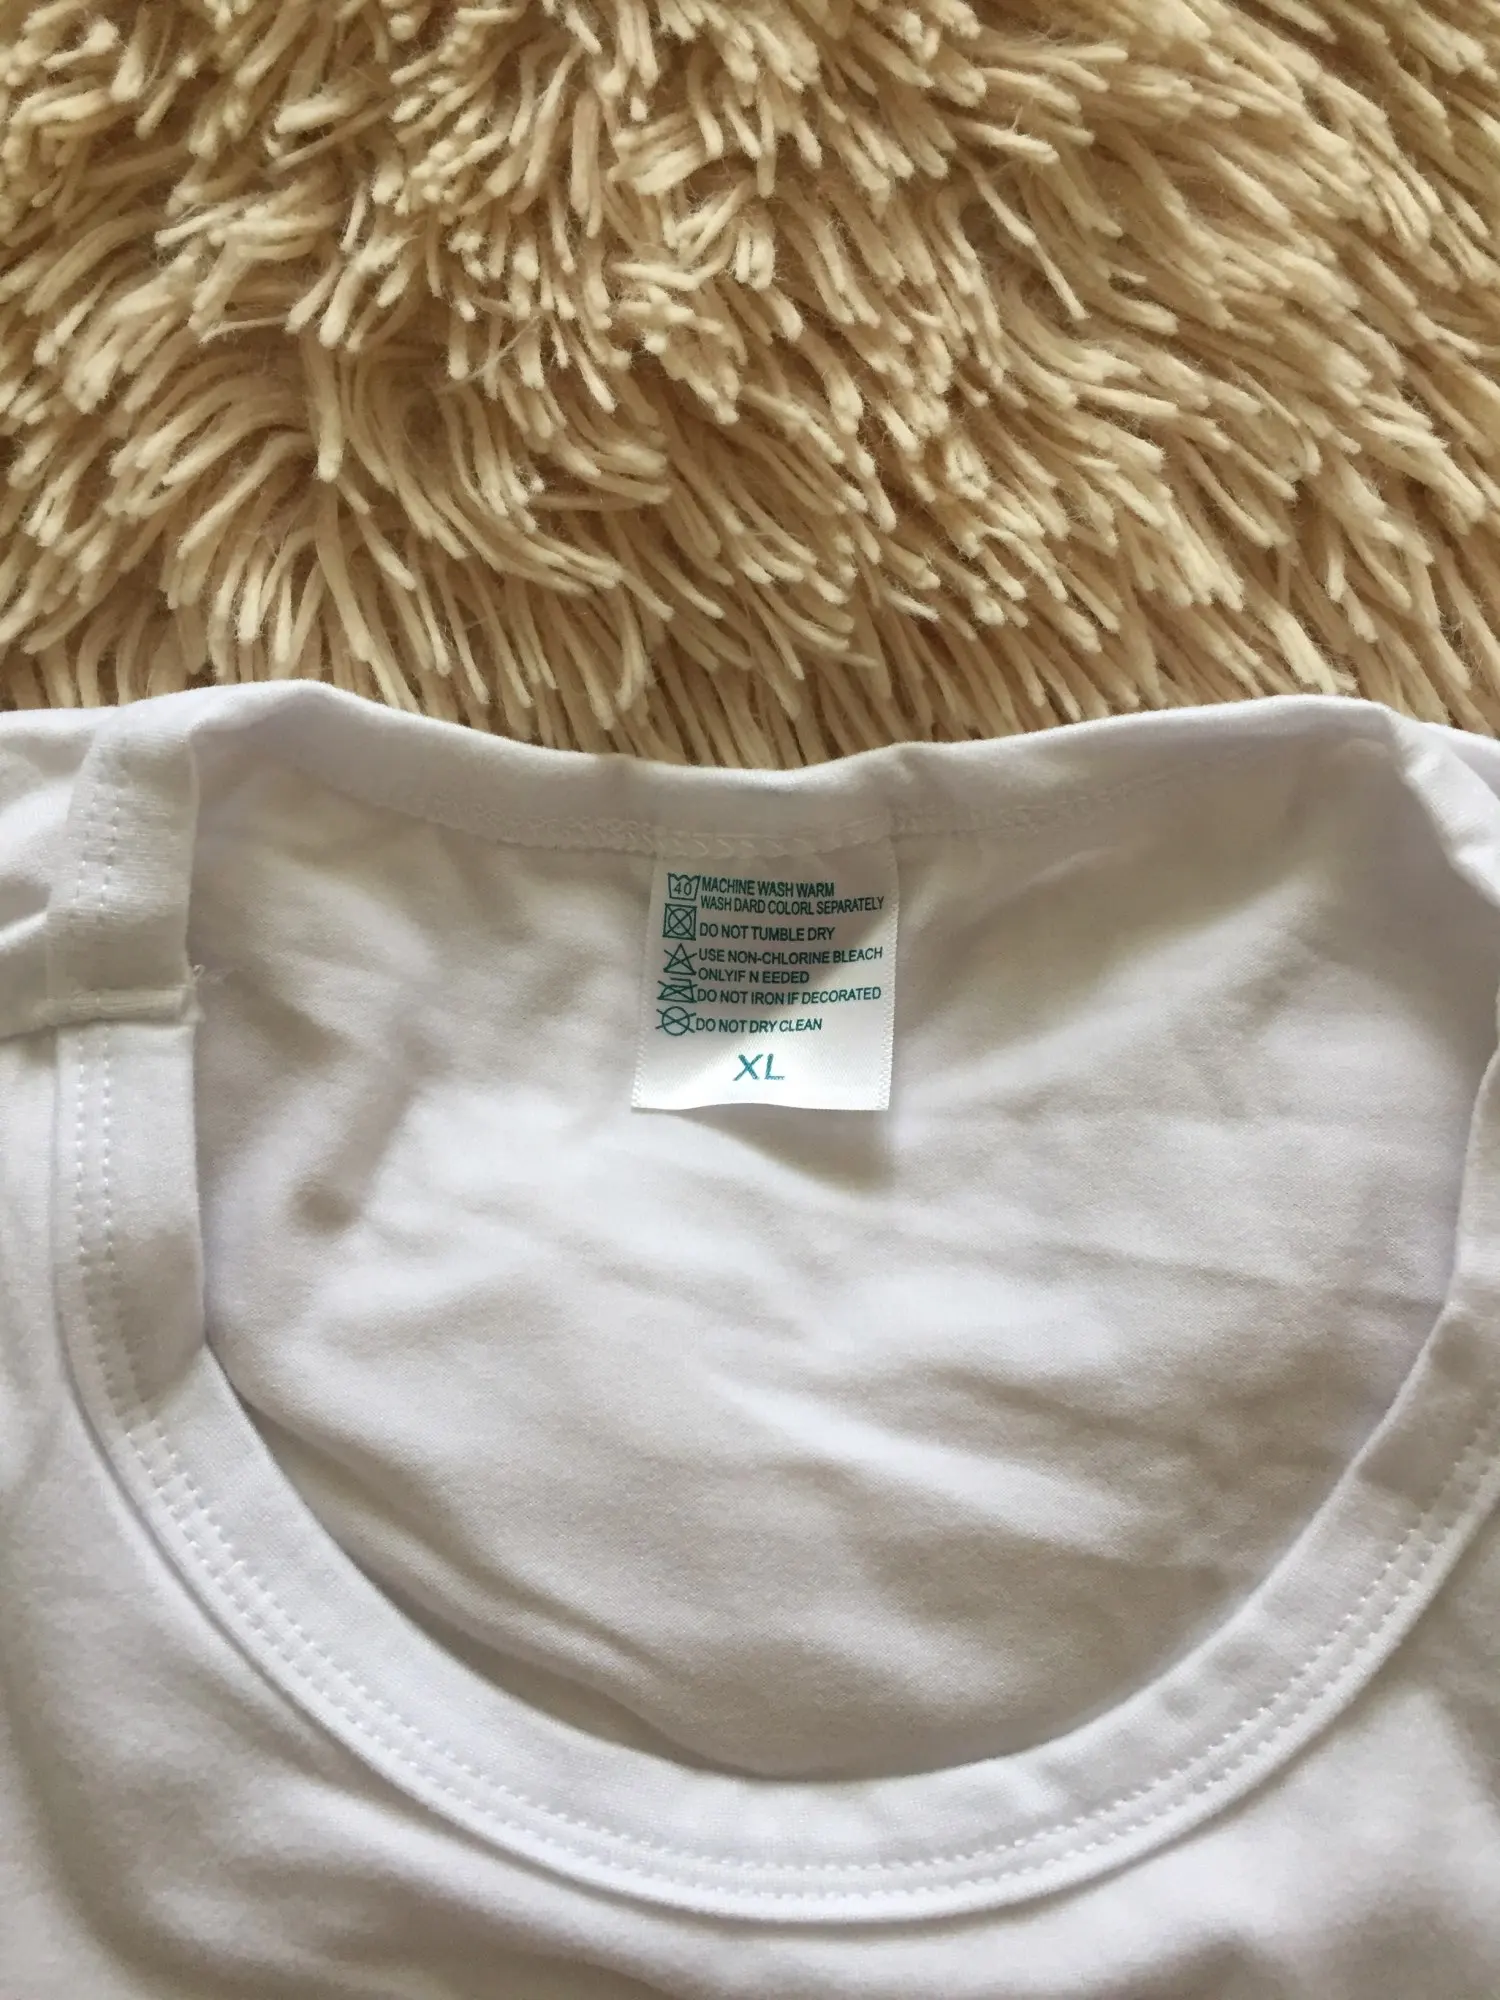 40 MACHINE WASH WARM
WASH DARD COLORL SEPARATELY
DO NOT TUMBLE DRY
USE NON-CHLORINE BLEACH
ONLYIF N EEDED
DO NOT IRON IF DECORATED
DO NOT DRY CLEAN
XL